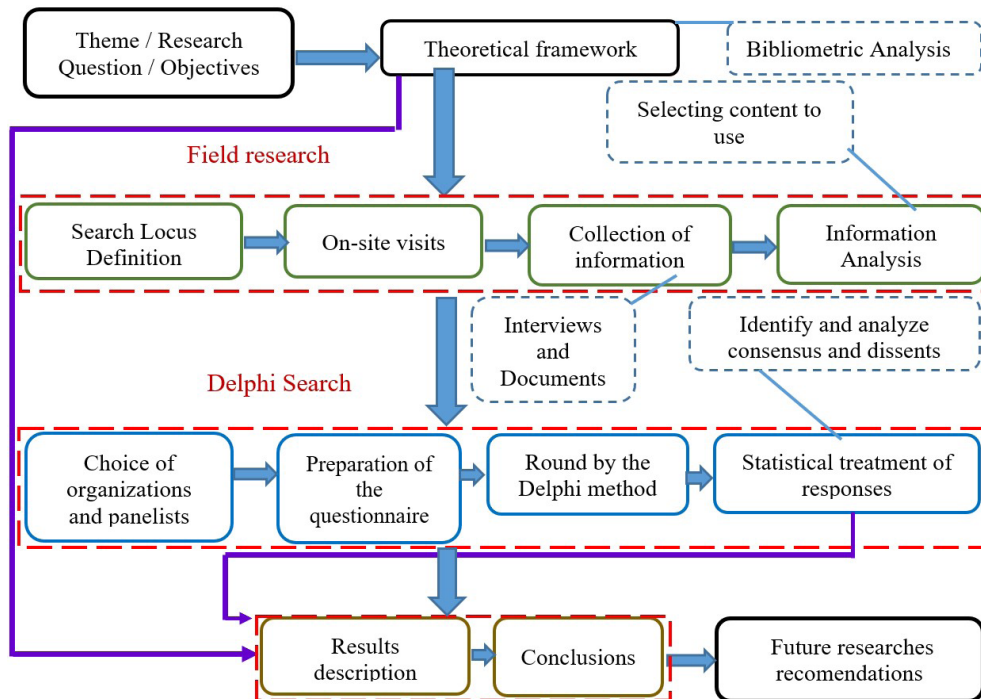 Theme / Research
Question / Objectives
Theoretical framework
Bibliometric Analysis
Selecting content to
use
Field research
Search Locus
Definition
On-site visits
Collection of
information
Information
Analysis
Interviews
and
Documents
Identify and analyze
consensus and dissents
Delphi Search
Choice of
organizations
and panelists
Preparation of
the
questionnaire
Round by the
Delphi method
Statistical treatment of
responses
Results
description
Conclusions
Future researches
recomendations